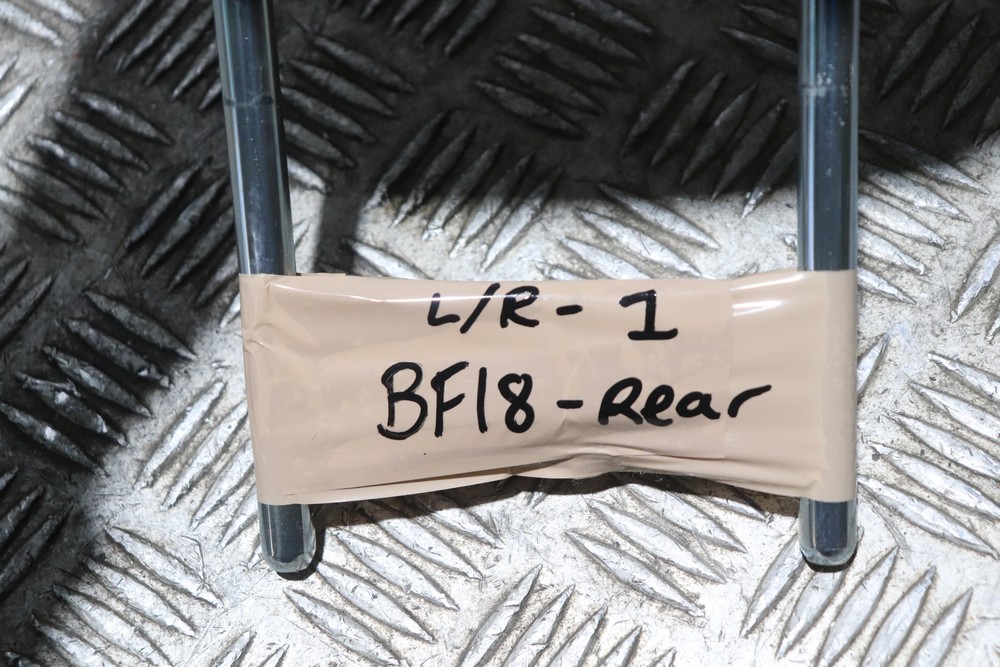 L/R - 1
BF18 - Rear